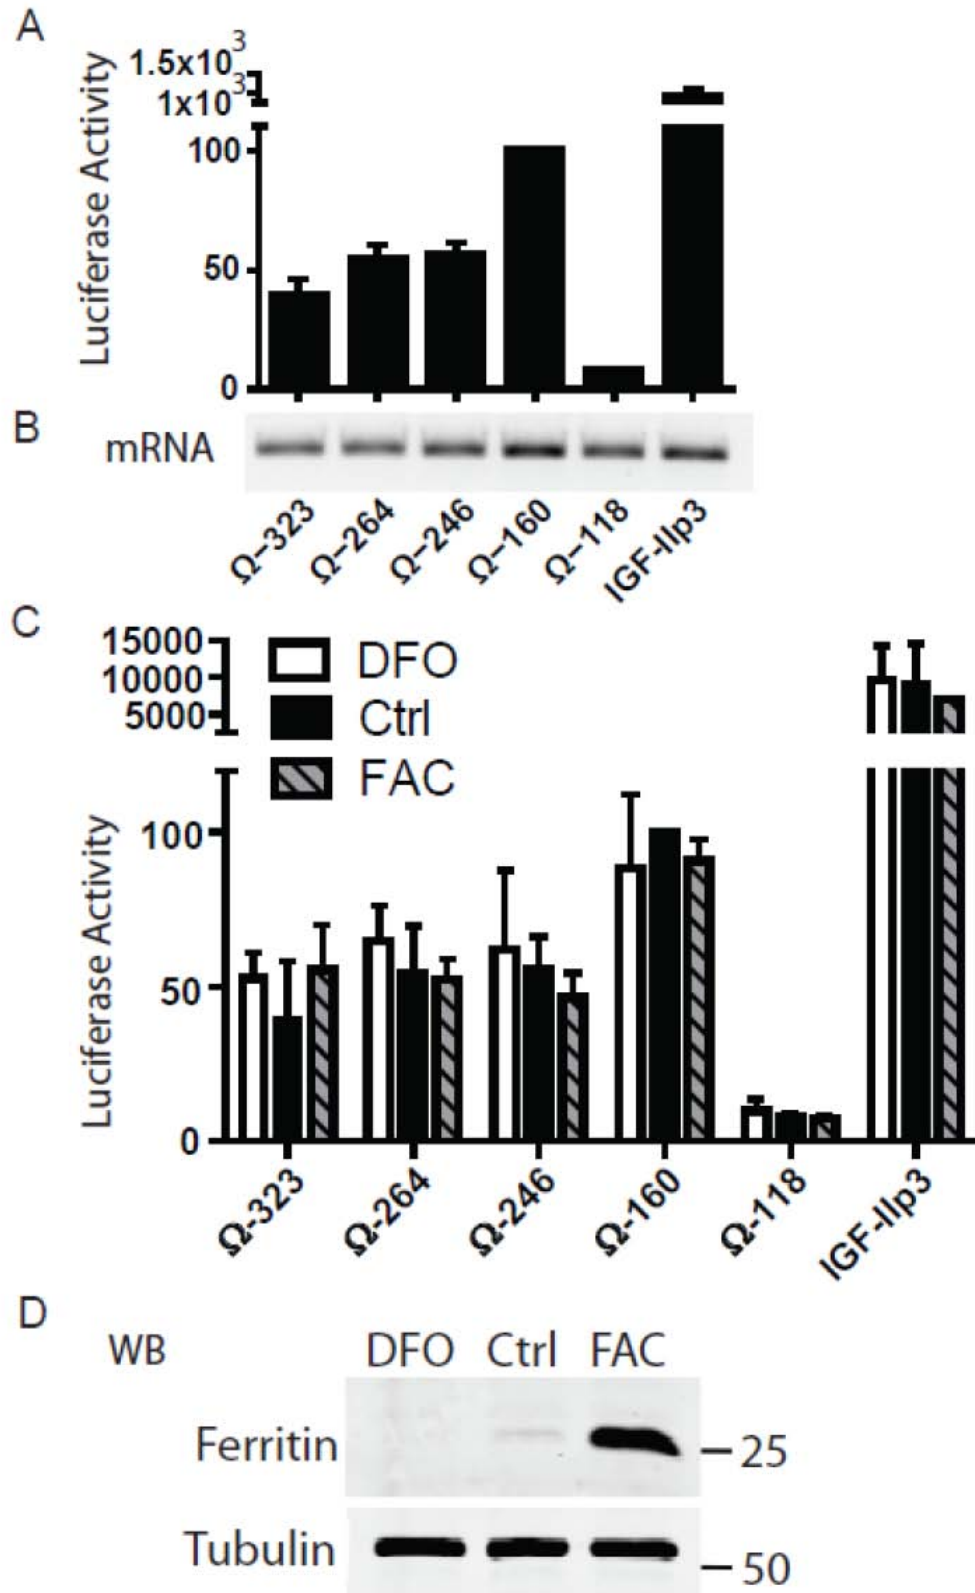 A
Luciferase Activity
1.5x10³
1x10³
100
50
0
B
mRNA
Ω−323
Ω−264
Ω−246
Ω−160
Ω−118
IGF-IIp3
C
Luciferase Activity
15000
10000
5000
100
50
0
DFO
Ctrl
FAC
Ω-323
Ω-264
Ω-246
Ω-160
Ω-118
IGF-IIp3
D
WB DFO Ctrl FAC
Ferritin 25
Tubulin 50